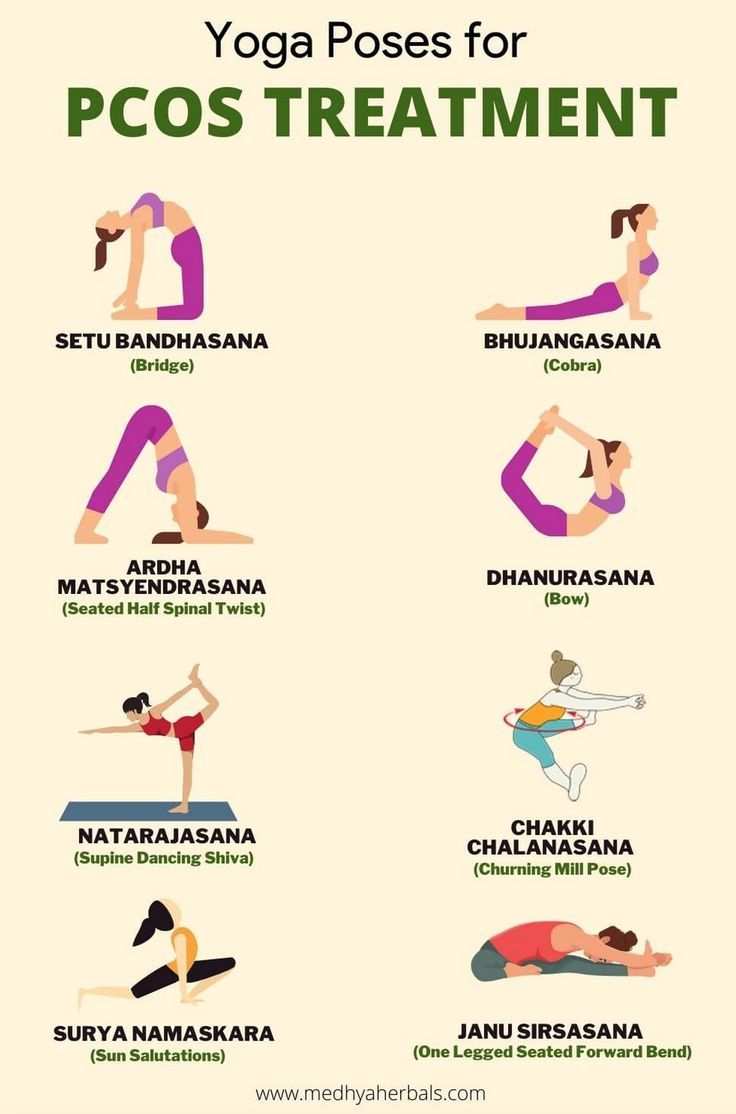 Yoga Poses for
PCOS TREATMENT
SETU BANDHASANA
(Bridge)
BHUJANGASANA
(Cobra)
ARDHA
MATSYENDRASANA
(Seated Half Spinal Twist)
DHANURASANA
(Bow)
NATARAJASANA
(Supine Dancing Shiva)
CHAKKI
CHALANASANA
(Churning Mill Pose)
SURYA NAMASKARA
(Sun Salutations)
JANU SIRSASANA
(One Legged Seated Forward Bend)
www.medhyaherbals.com